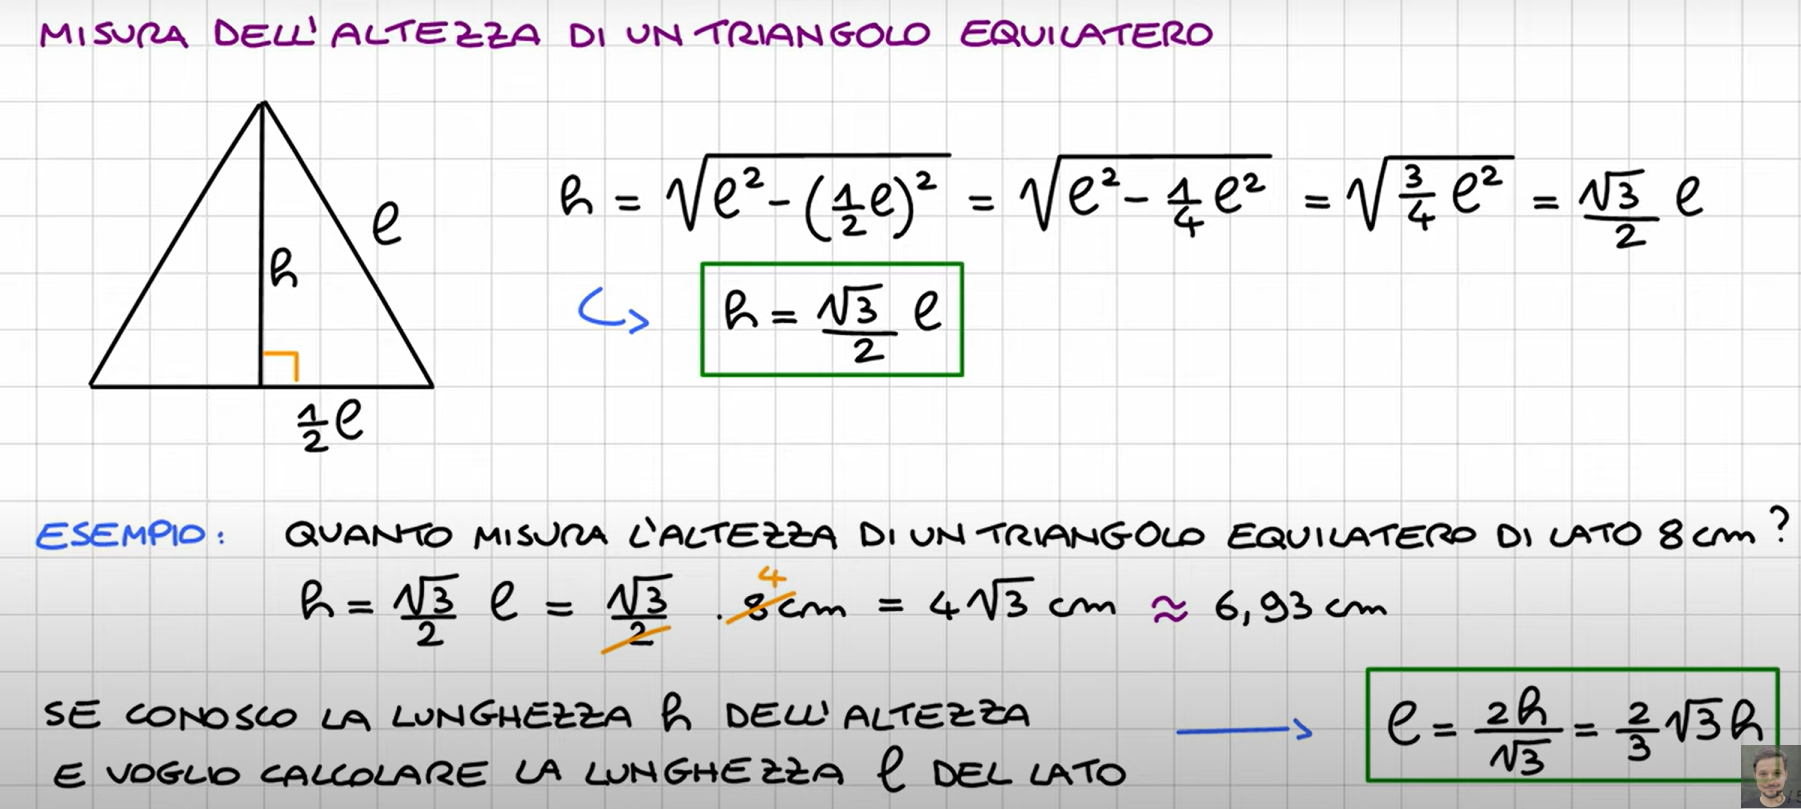 MISURA DELL'ALTEZZA DI UN TRIANGOLO EQUILATERO
ℓ
h
½ℓ
h = √(ℓ² - (½ℓ)²) = √(ℓ² - ¼ℓ²) = √(¾ℓ²) = √3/2 ℓ
h = √3/2 ℓ
ESEMPIO: QUANTO MISURA L'ALTEZZA DI UN TRIANGOLO EQUILATERO DI LATO 8 cm?
4
h = √3/2 ℓ = √3/2 · 8 cm = 4√3 cm ≈ 6,93 cm
SE CONOSCO LA LUNGHEZZA h DELL'ALTEZZA
E VOGLIO CALCOLARE LA LUNGHEZZA ℓ DEL LATO
ℓ = 2h/√3 = 2/3 √3 h